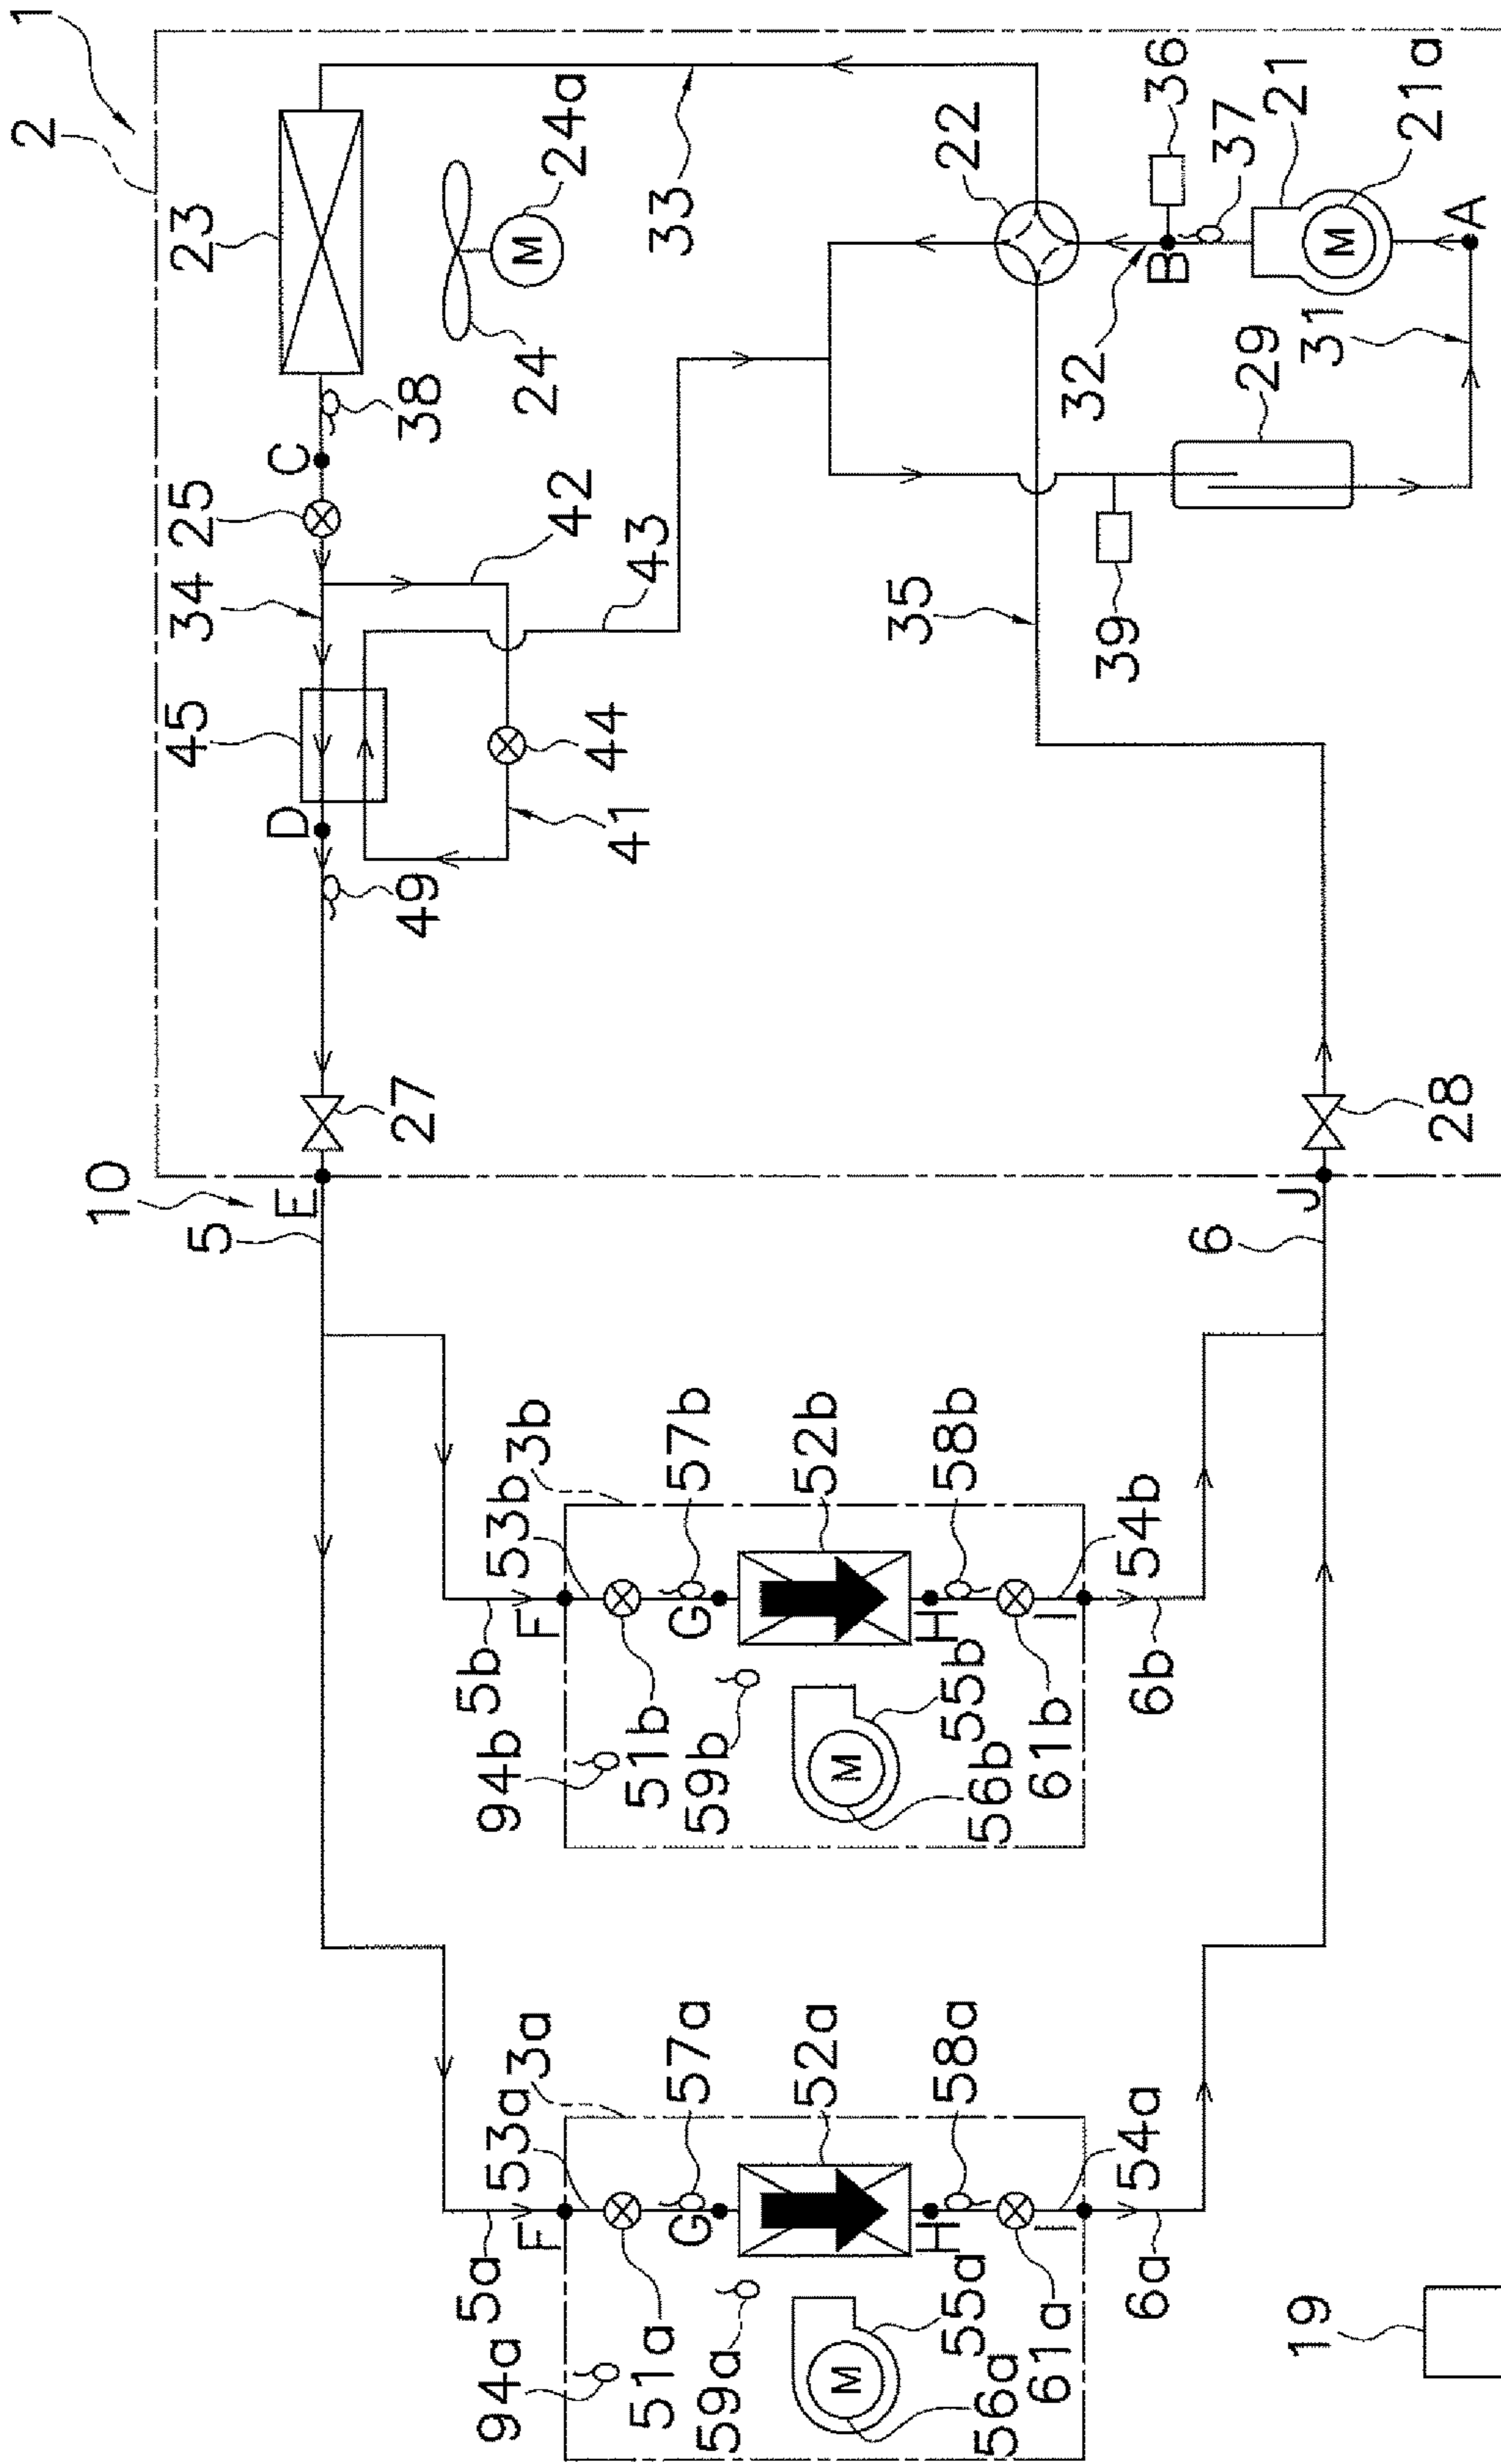 1
2
23
24a
33
22
36
37
21
21a
A
B
M
M
31
32
29
24
38
C
25
34
42
43
35
39
45
44
41
D
49
27
28
10
E
5
J
6
3b
53b
57b
52b
58b
54b
F
G
H
I
5b
6b
94b
51b
59b
M
55b
56b
61b
3a
53a
57a
52a
58a
54a
F
G
H
I
5a
6a
94a
51a
59a
M
55a
56a
61a
19